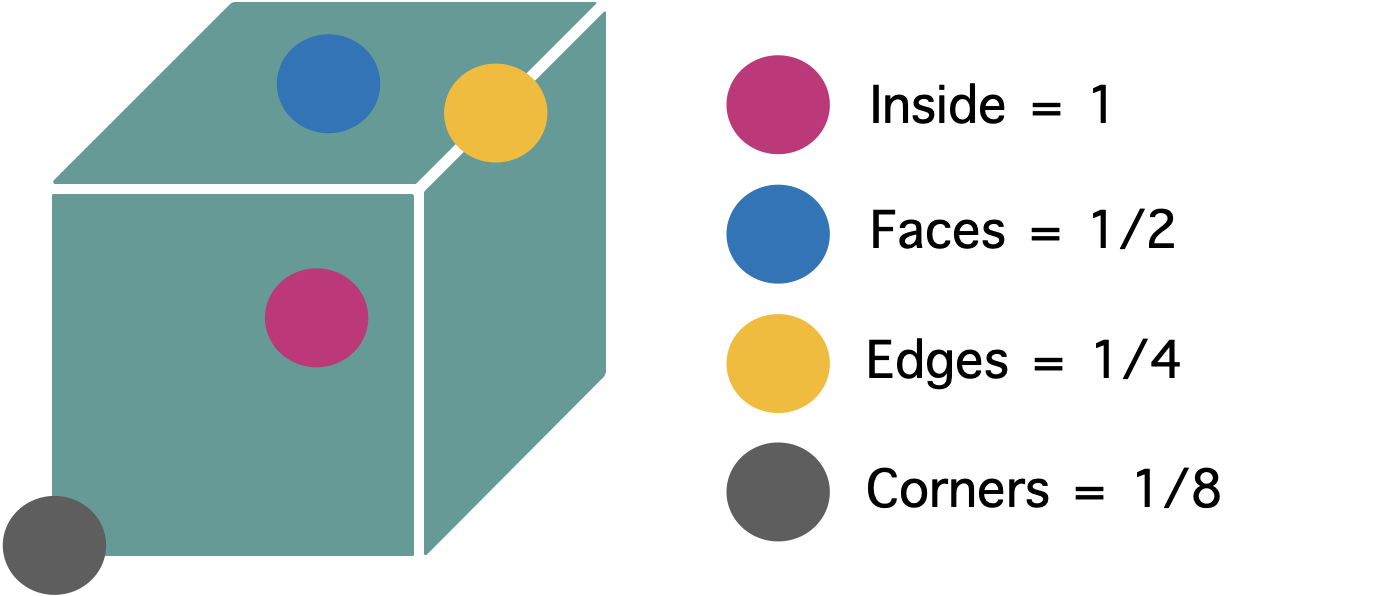 Inside = 1
Faces = 1/2
Edges = 1/4
Corners = 1/8